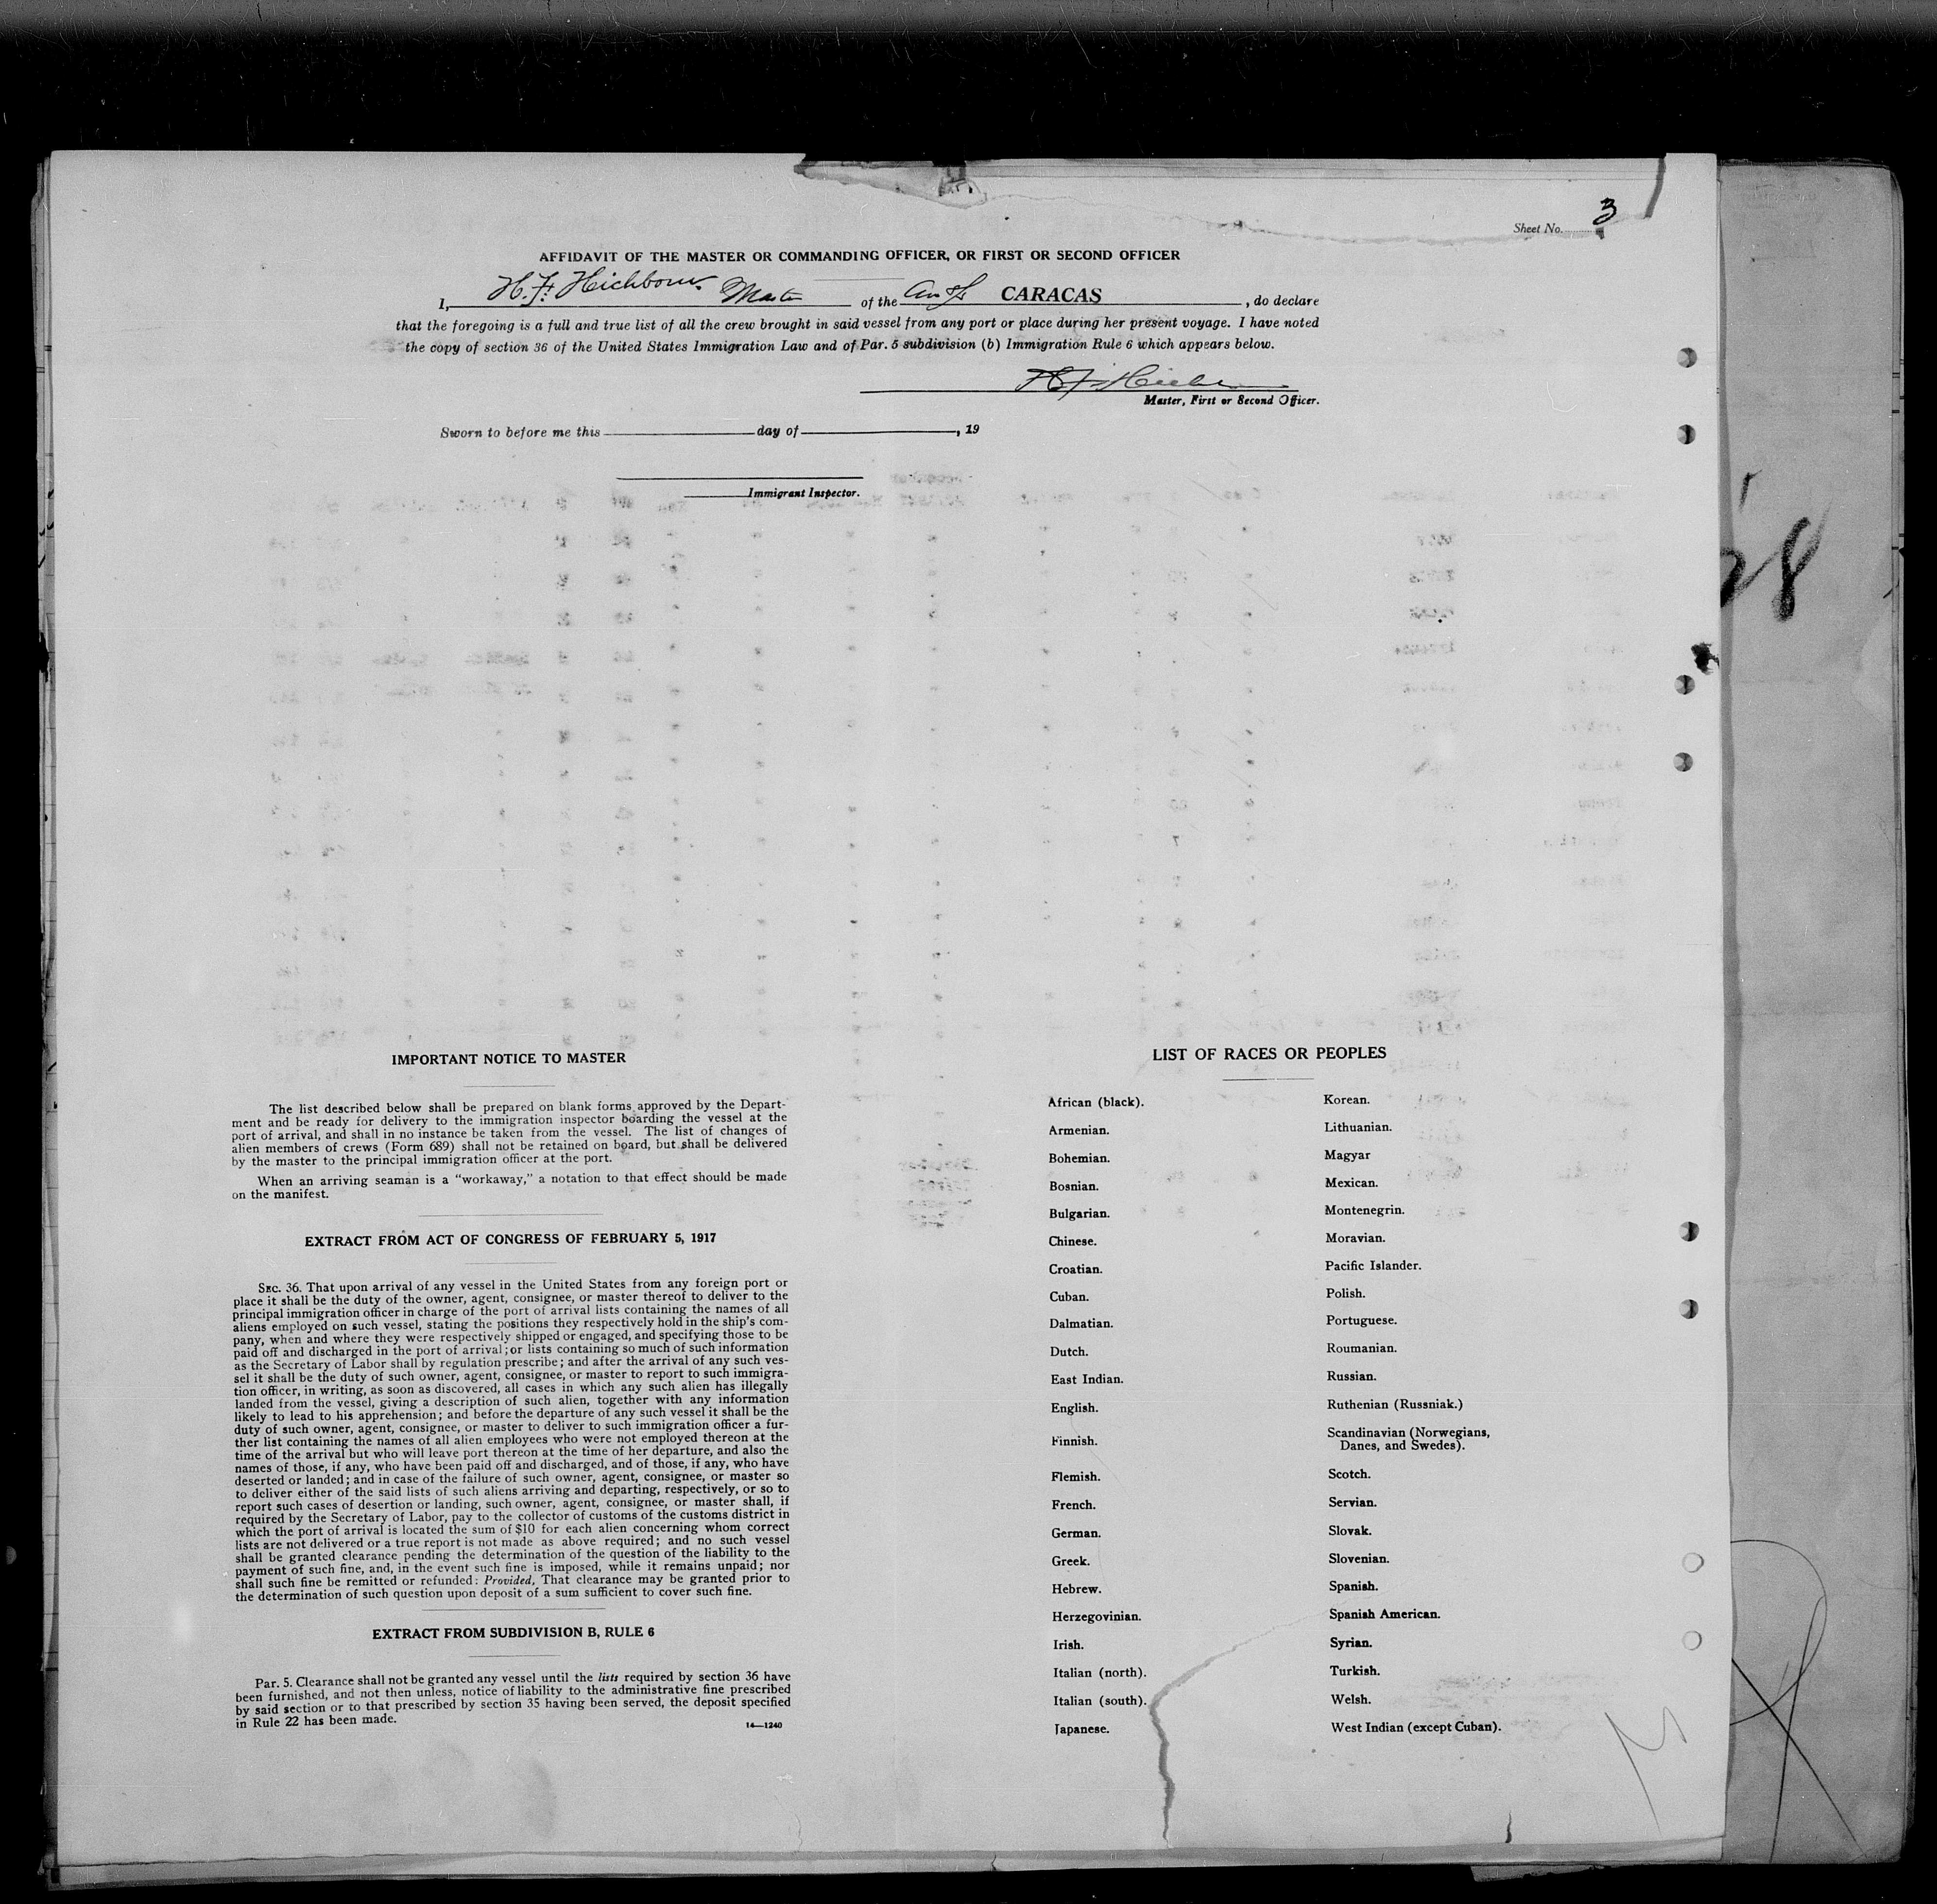 Sheet No. 3
AFFIDAVIT OF THE MASTER OR COMMANDING OFFICER, OR FIRST OR SECOND OFFICER
I, H. F. Hichborn Master of the CARACAS, do declare
that the foregoing is a full and true list of all the crew brought in said vessel from any port or place during her present voyage. I have noted
the copy of section 36 of the United States Immigration Law and of Par. 5 subdivision (b) Immigration Rule 6 which appears below.
Master, First or Second Officer.
Sworn to before me this day of , 19
Immigrant Inspector.
28
IMPORTANT NOTICE TO MASTER
The list described below shall be prepared on blank forms approved by the Depart-
ment and be ready for delivery to the immigration inspector boarding the vessel at the
port of arrival, and shall in no instance be taken from the vessel. The list of changes of
alien members of crews (Form 689) shall not be retained on board, but shall be delivered
by the master to the principal immigration officer at the port.
When an arriving seaman is a “workaway,” a notation to that effect should be made
on the manifest.
EXTRACT FROM ACT OF CONGRESS OF FEBRUARY 5, 1917
SEC. 36. That upon arrival of any vessel in the United States from any foreign port or
place it shall be the duty of the owner, agent, consignee, or master thereof to deliver to the
principal immigration officer in charge of the port of arrival lists containing the names of all
aliens employed on such vessel, stating the positions they respectively hold in the ship's com-
pany, when and where they were respectively shipped or engaged, and specifying those to be
paid off and discharged in the port of arrival; or lists containing so much of such information
as the Secretary of Labor shall by regulation prescribe; and after the arrival of any such ves-
sel it shall be the duty of such owner, agent, consignee, or master to report to such immigra-
tion officer, in writing, as soon as discovered, all cases in which any such alien has illegally
landed from the vessel, giving a description of such alien, together with any information
likely to lead to his apprehension; and before the departure of any such vessel it shall be the
duty of such owner, agent, consignee, or master to deliver to such immigration officer a fur-
ther list containing the names of all alien employees who were not employed thereon at the
time of the arrival but who will leave port thereon at the time of her departure, and also the
names of those, if any, who have been paid off and discharged, and of those, if any, who have
deserted or landed; and in case of the failure of such owner, agent, consignee, or master so
to deliver either of the said lists of such aliens arriving and departing, respectively, or so to
report such cases of desertion or landing, such owner, agent, consignee, or master shall, if
required by the Secretary of Labor, pay to the collector of customs of the customs district in
which the port of arrival is located the sum of $10 for each alien concerning whom correct
lists are not delivered or a true report is not made as above required; and no such vessel
shall be granted clearance pending the determination of the question of the liability to the
payment of such fine, and, in the event such fine is imposed, while it remains unpaid; nor
shall such fine be remitted or refunded: Provided, That clearance may be granted prior to
the determination of such question upon deposit of a sum sufficient to cover such fine.
EXTRACT FROM SUBDIVISION B, RULE 6
Par. 5. Clearance shall not be granted any vessel until the lists required by section 36 have
been furnished, and not then unless, notice of liability to the administrative fine prescribed
by said section or to that prescribed by section 35 having been served, the deposit specified
in Rule 22 has been made.
14—1240
LIST OF RACES OR PEOPLES
African (black).
Armenian.
Bohemian.
Bosnian.
Bulgarian.
Chinese.
Croatian.
Cuban.
Dalmatian.
Dutch.
East Indian.
English.
Finnish.
Flemish.
French.
German.
Greek.
Hebrew.
Herzegovinian.
Irish.
Italian (north).
Italian (south).
Japanese.
Korean.
Lithuanian.
Magyar
Mexican.
Montenegrin.
Moravian.
Pacific Islander.
Polish.
Portuguese.
Roumanian.
Russian.
Ruthenian (Russniak.)
Scandinavian (Norwegians,
Danes, and Swedes).
Scotch.
Servian.
Slovak.
Slovenian.
Spanish.
Spanish American.
Syrian.
Turkish.
Welsh.
West Indian (except Cuban).